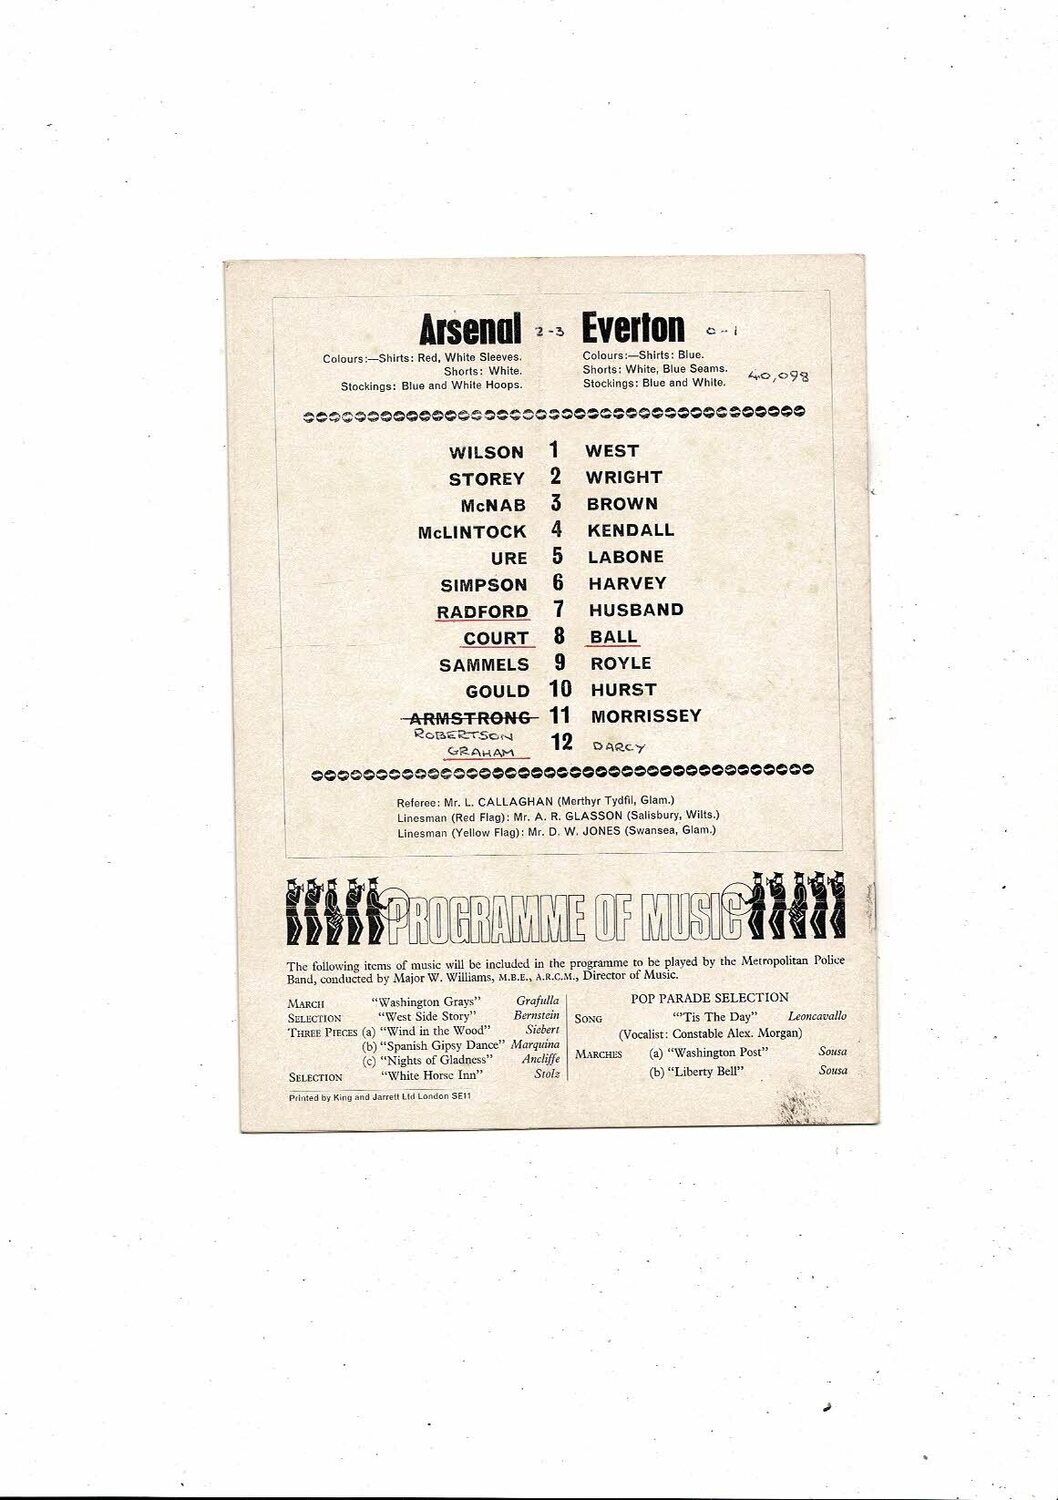 Arsenal 2-3 Everton 0-1
Colours:—Shirts: Red, White Sleeves.
Shorts: White.
Stockings: Blue and White Hoops.
Colours:—Shirts: Blue.
Shorts: White, Blue Seams.
Stockings: Blue and White.
40,098
WILSON 1 WEST
STOREY 2 WRIGHT
McNAB 3 BROWN
McLINTOCK 4 KENDALL
URE 5 LABONE
SIMPSON 6 HARVEY
RADFORD 7 HUSBAND
COURT 8 BALL
SAMMELS 9 ROYLE
GOULD 10 HURST
ARMSTRONG 11 MORRISSEY
ROBERTSON
GRAHAM 12 DARCY
Referee: Mr. L. CALLAGHAN (Merthyr Tydfil, Glam.)
Linesman (Red Flag): Mr. A. R. GLASSON (Salisbury, Wilts.)
Linesman (Yellow Flag): Mr. D. W. JONES (Swansea, Glam.)
PROGRAMME OF MUSIC
The following items of music will be included in the programme to be played by the Metropolitan Police
Band, conducted by Major W. Williams, M.B.E., A.R.C.M., Director of Music.
MARCH "Washington Grays" Grafulla
SELECTION "West Side Story" Bernstein
THREE PIECES (a) "Wind in the Wood" Siebert
(b) "Spanish Gipsy Dance" Marquina
(c) "Nights of Gladness" Ancliffe
SELECTION "White Horse Inn" Stolz
POP PARADE SELECTION
SONG "'Tis The Day" Leoncavallo
(Vocalist: Constable Alex. Morgan)
MARCHES (a) "Washington Post" Sousa
(b) "Liberty Bell" Sousa
Printed by King and Jarrett Ltd London SE11